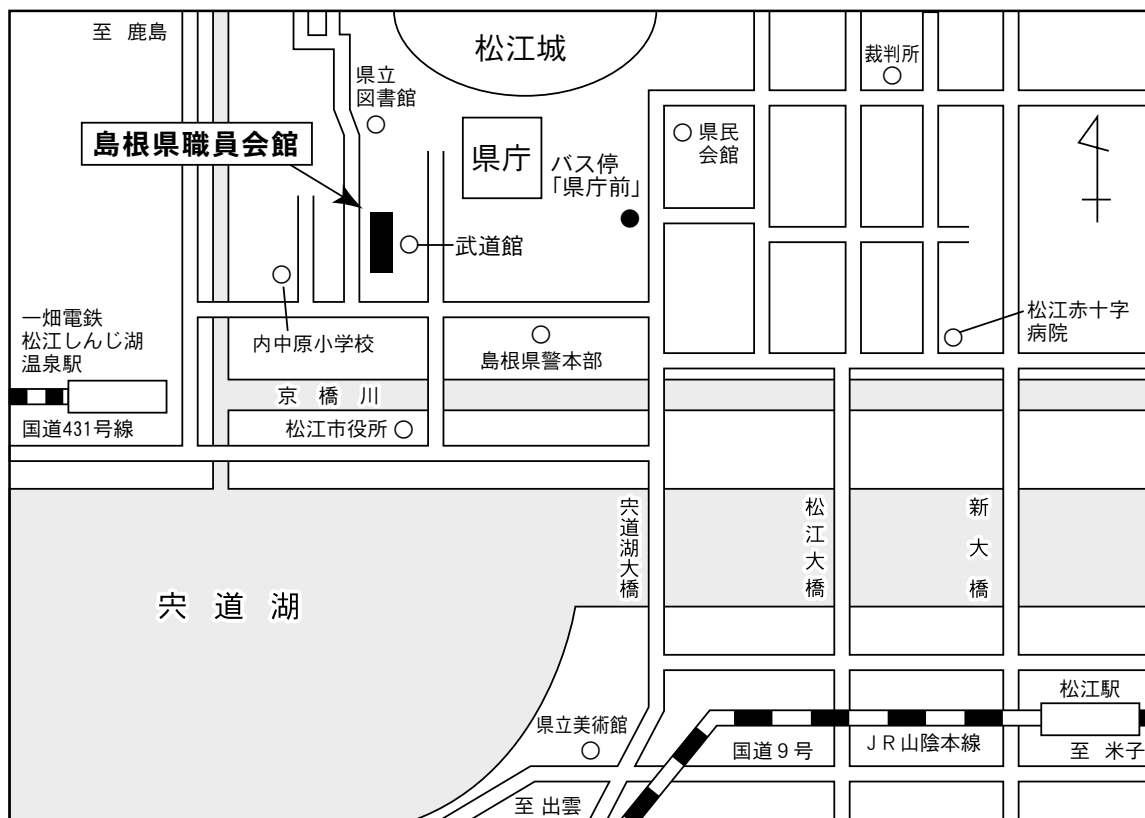 至 鹿島
松江城
裁判所
県立
図書館
島根県職員会館
県庁
バス停
「県庁前」
県民
会館
武道館
一畑電鉄
松江しんじ湖
温泉駅
内中原小学校
島根県警本部
松江赤十字
病院
京橋川
国道431号線
松江市役所
宍道湖大橋
松江大橋
新大橋
宍道湖
松江駅
県立美術館
国道9号
JR山陰本線
至 米子
至 出雲